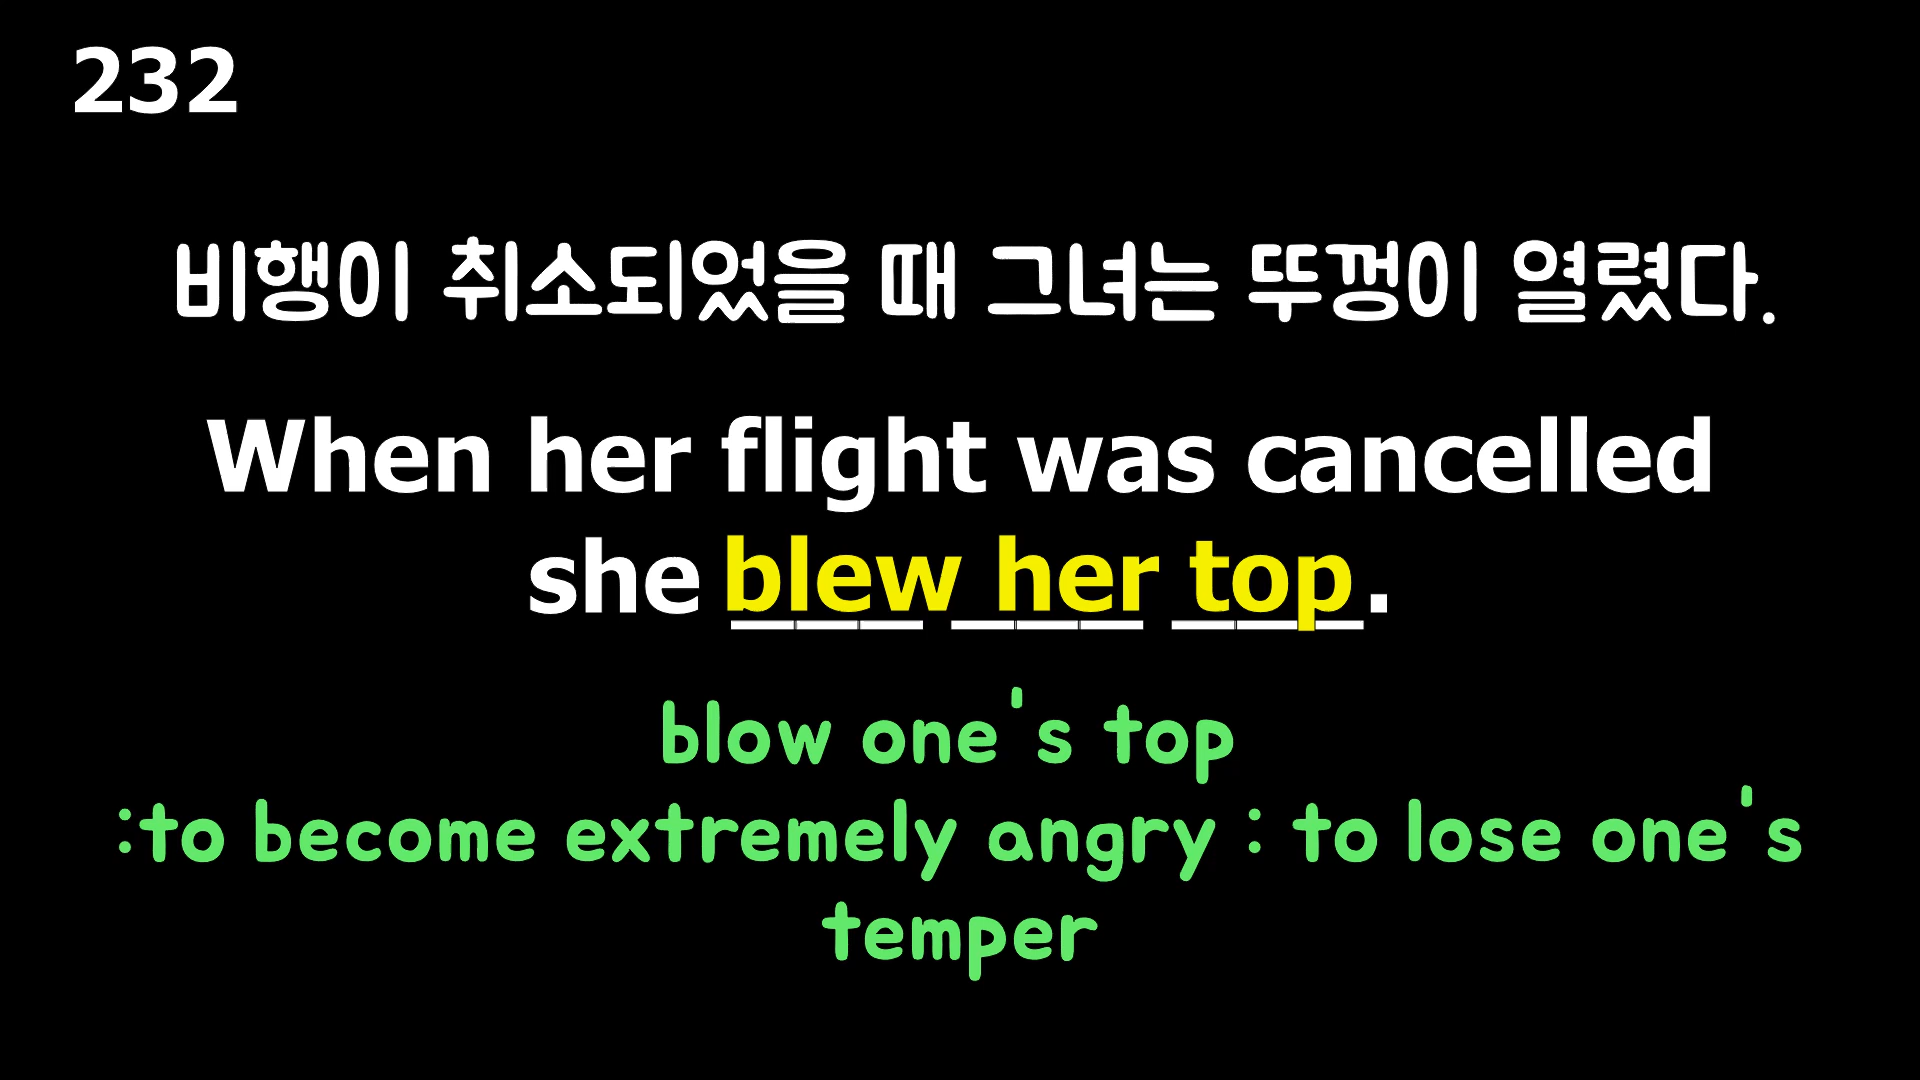 232
비행이 취소되었을 때 그녀는 뚜껑이 열렸다.
When her flight was cancelled
she blew her top.
blow one's top
:to become extremely angry : to lose one's
temper